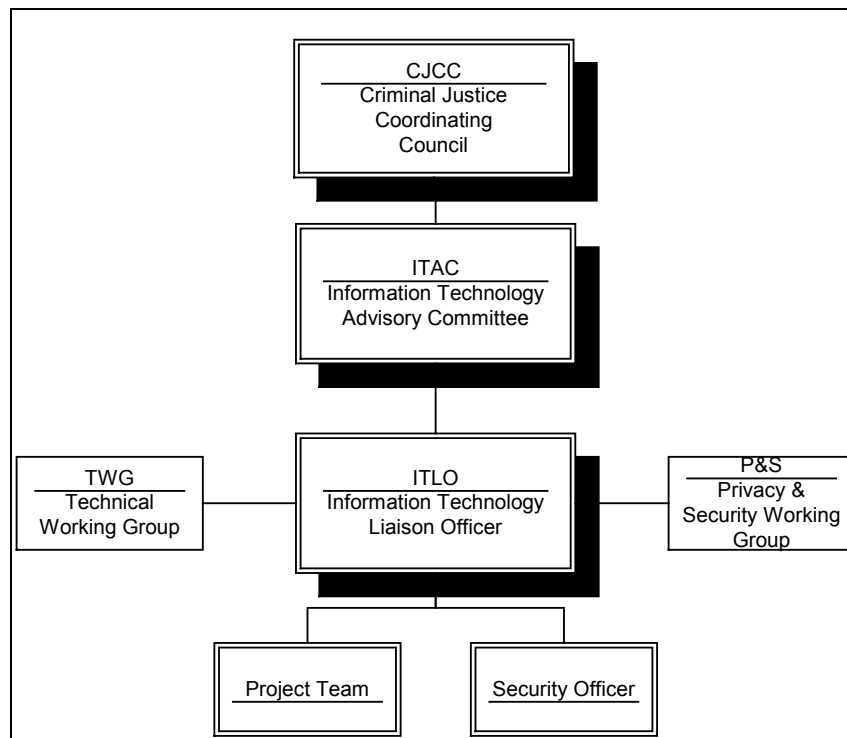 CJCC
Criminal Justice
Coordinating
Council
ITAC
Information Technology
Advisory Committee
TWG
Technical
Working Group
ITLO
Information Technology
Liaison Officer
P&S
Privacy &
Security Working
Group
Project Team
Security Officer